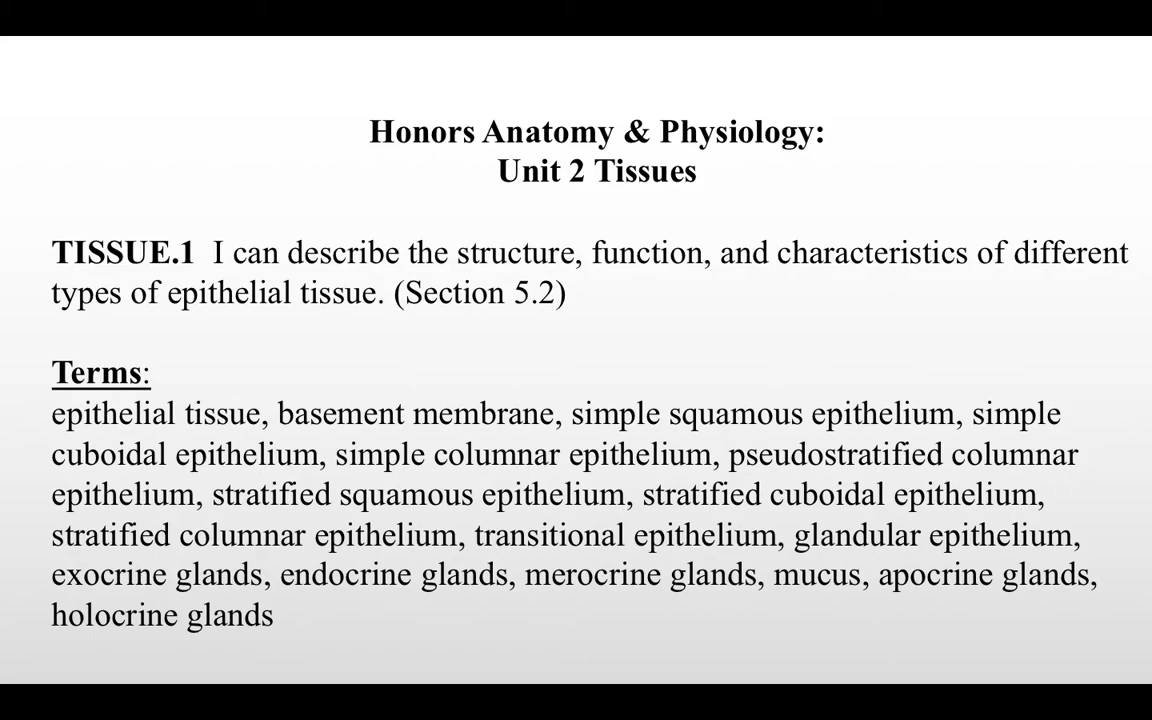 Honors Anatomy & Physiology:
Unit 2 Tissues
TISSUE.1 I can describe the structure, function, and characteristics of different
types of epithelial tissue. (Section 5.2)
Terms:
epithelial tissue, basement membrane, simple squamous epithelium, simple
cuboidal epithelium, simple columnar epithelium, pseudostratified columnar
epithelium, stratified squamous epithelium, stratified cuboidal epithelium,
stratified columnar epithelium, transitional epithelium, glandular epithelium,
exocrine glands, endocrine glands, merocrine glands, mucus, apocrine glands,
holocrine glands